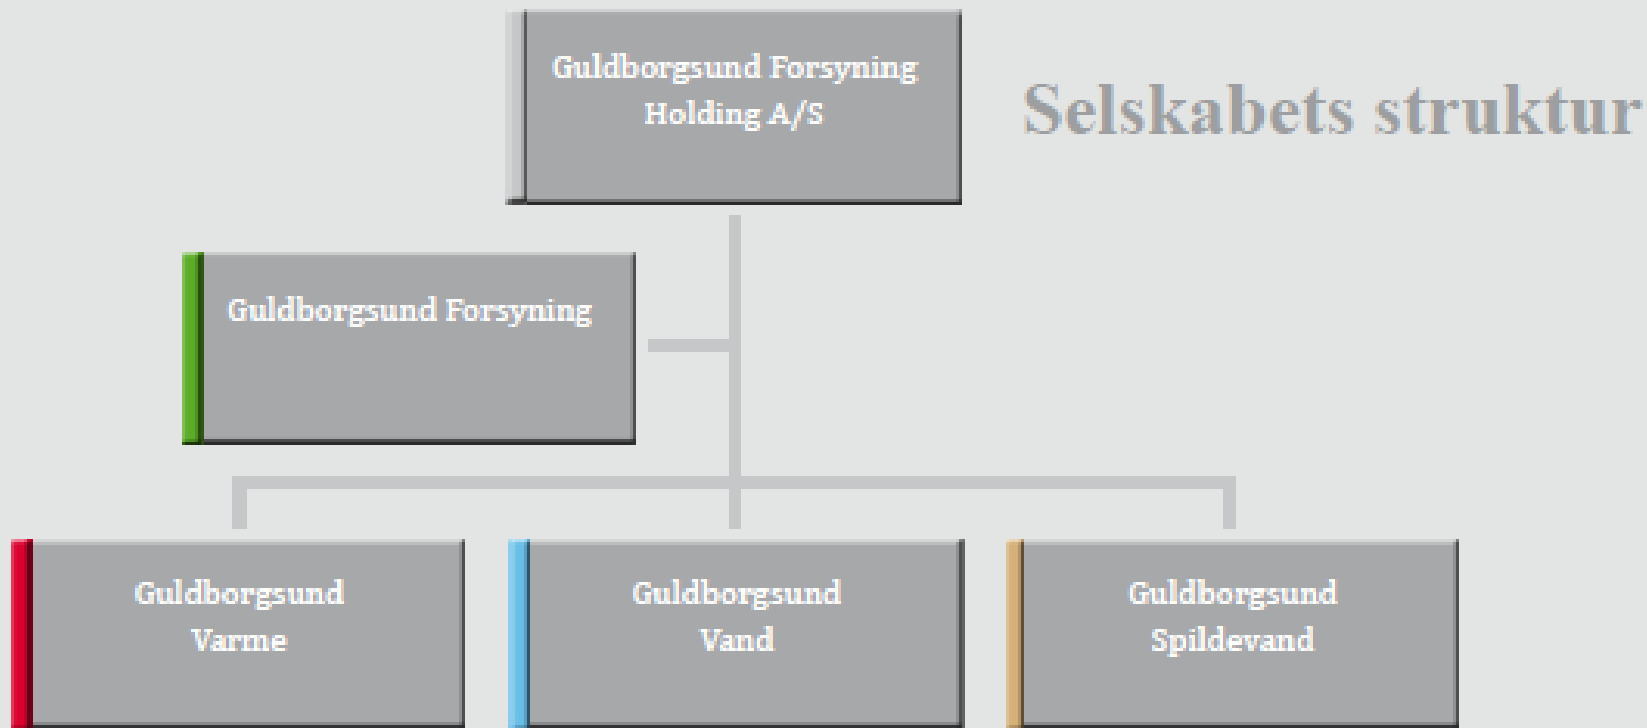 Guldborgsund Forsyning
Holding A/S
Selskabets struktur
Guldborgsund Forsyning
Guldborgsund
Varme
Guldborgsund
Vand
Guldborgsund
Spildevand